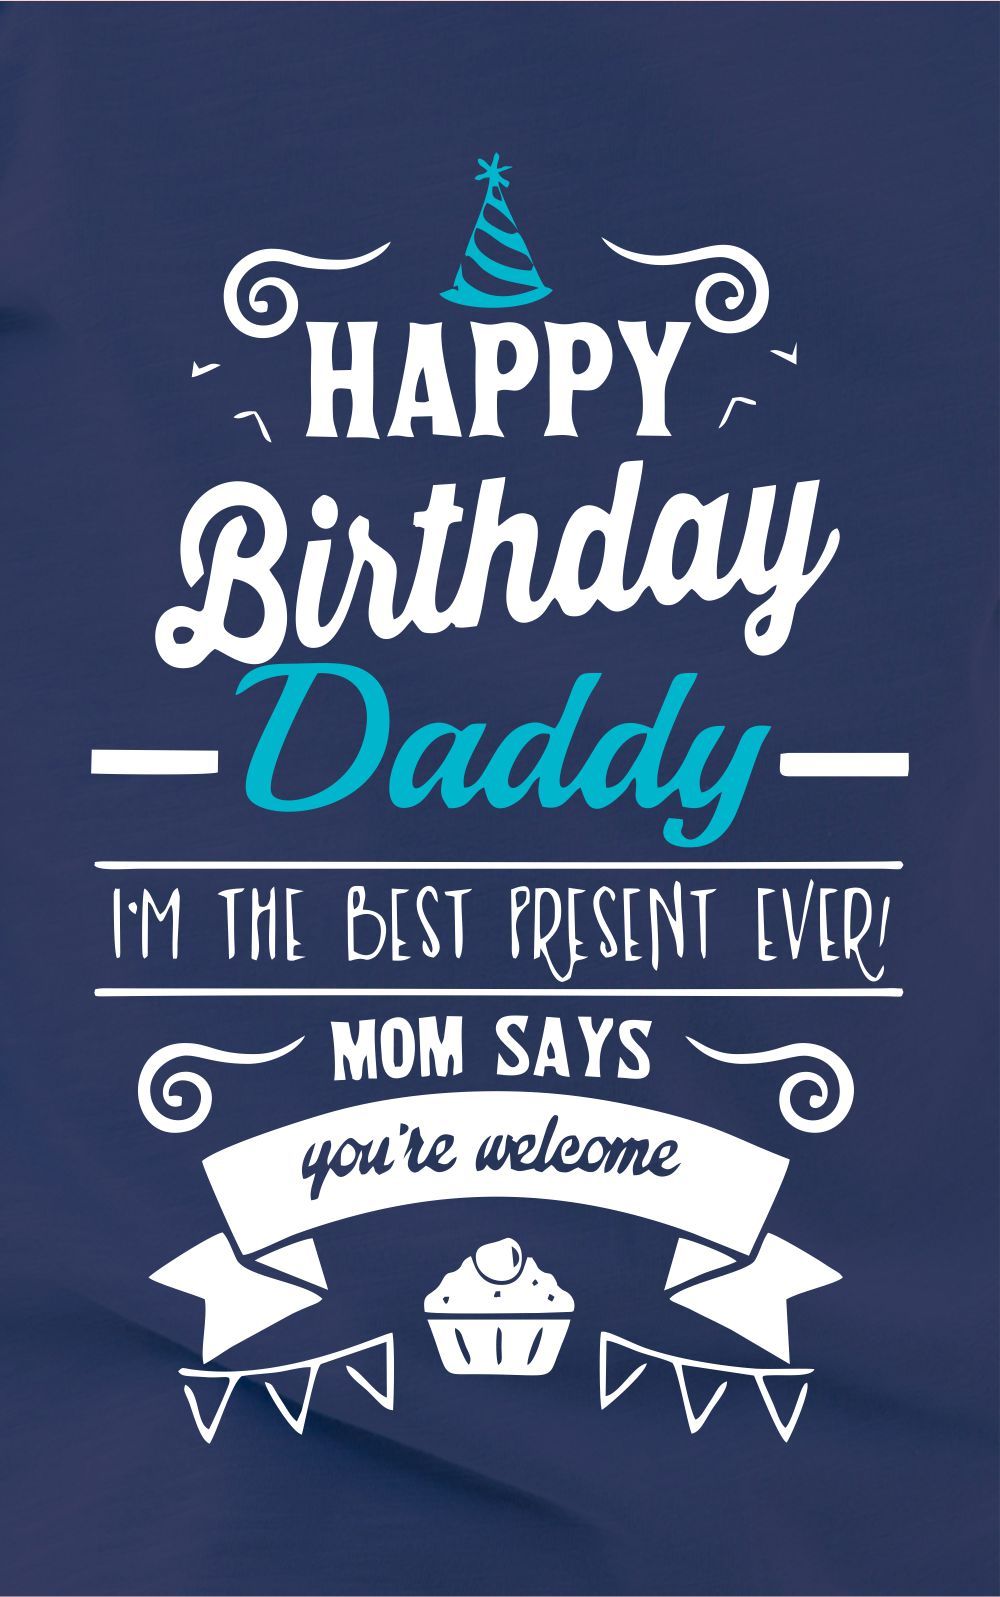 HAPPY
Birthday
Daddy
I'M THE BEST PRESENT EVER!
MOM SAYS
you're welcome